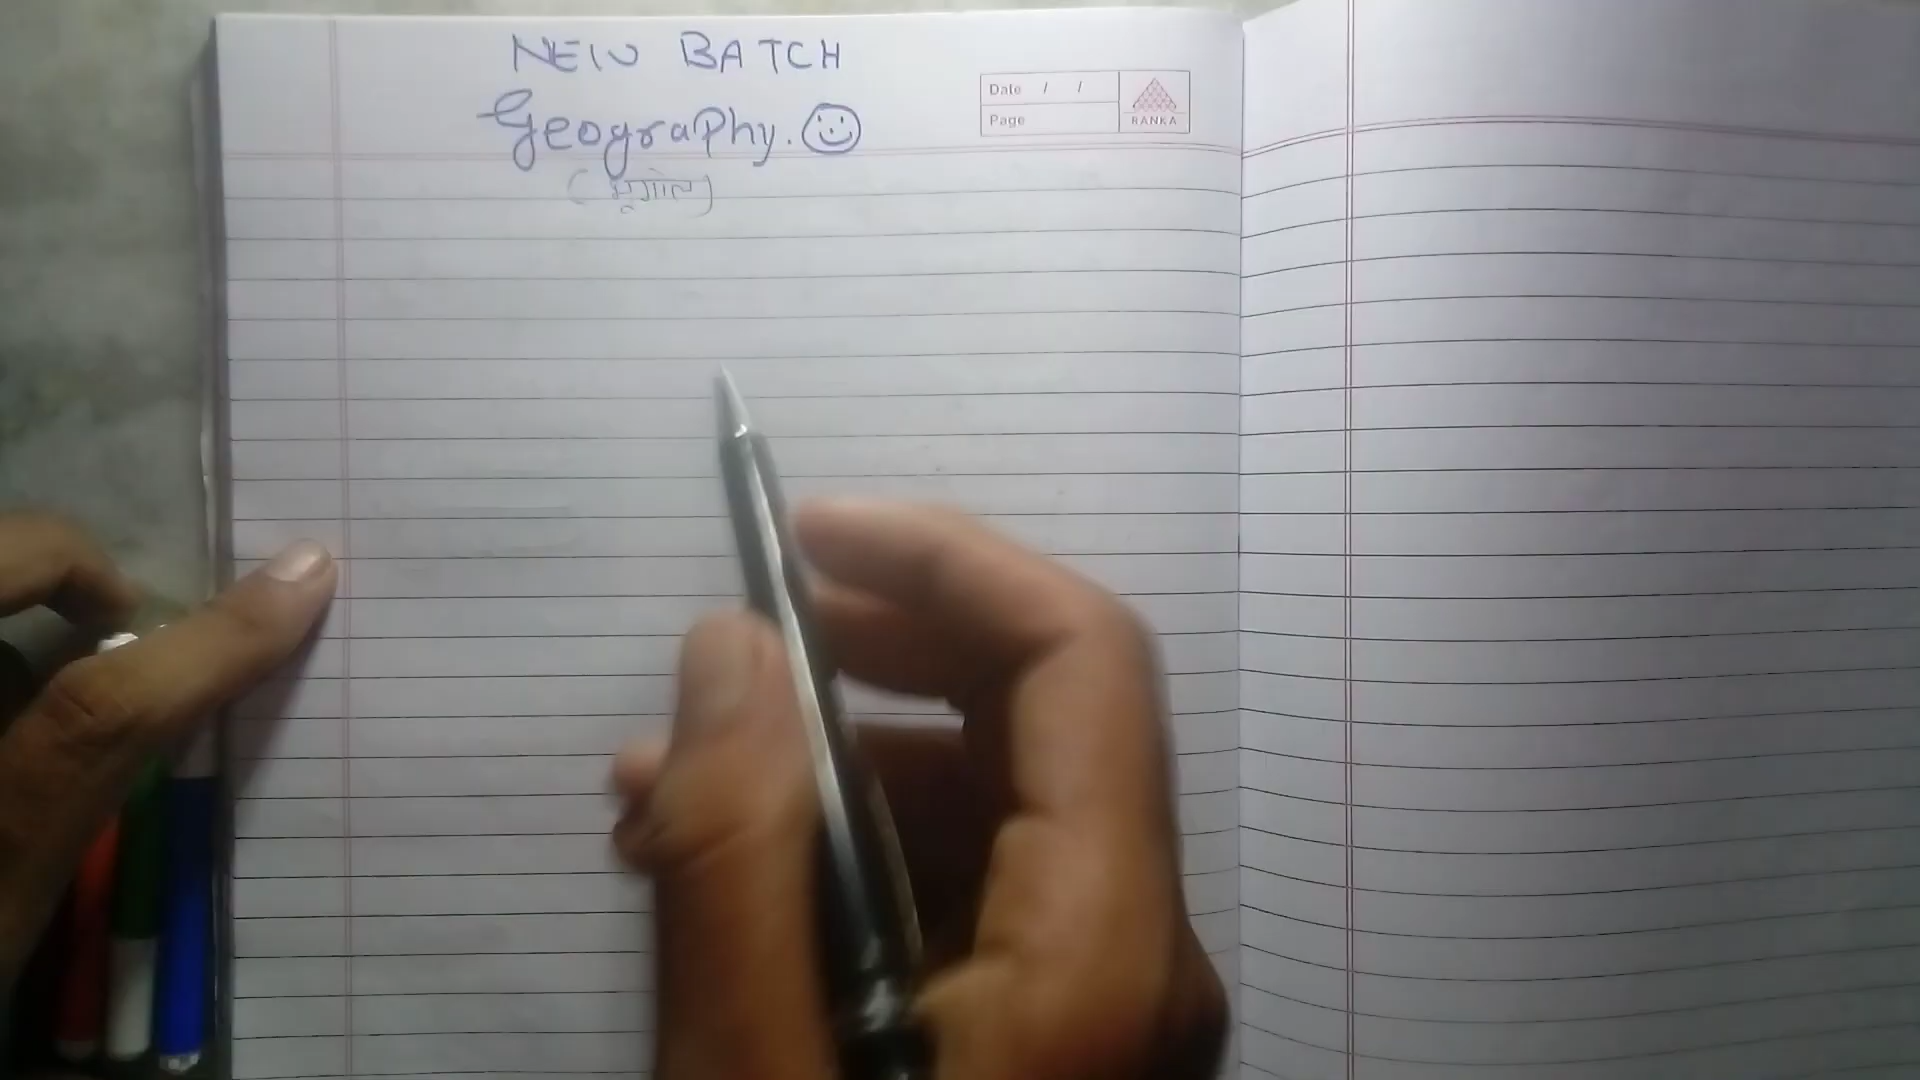 NEW BATCH
Geography. ☺
(भूगोल)
Date / /
Page
RANKA